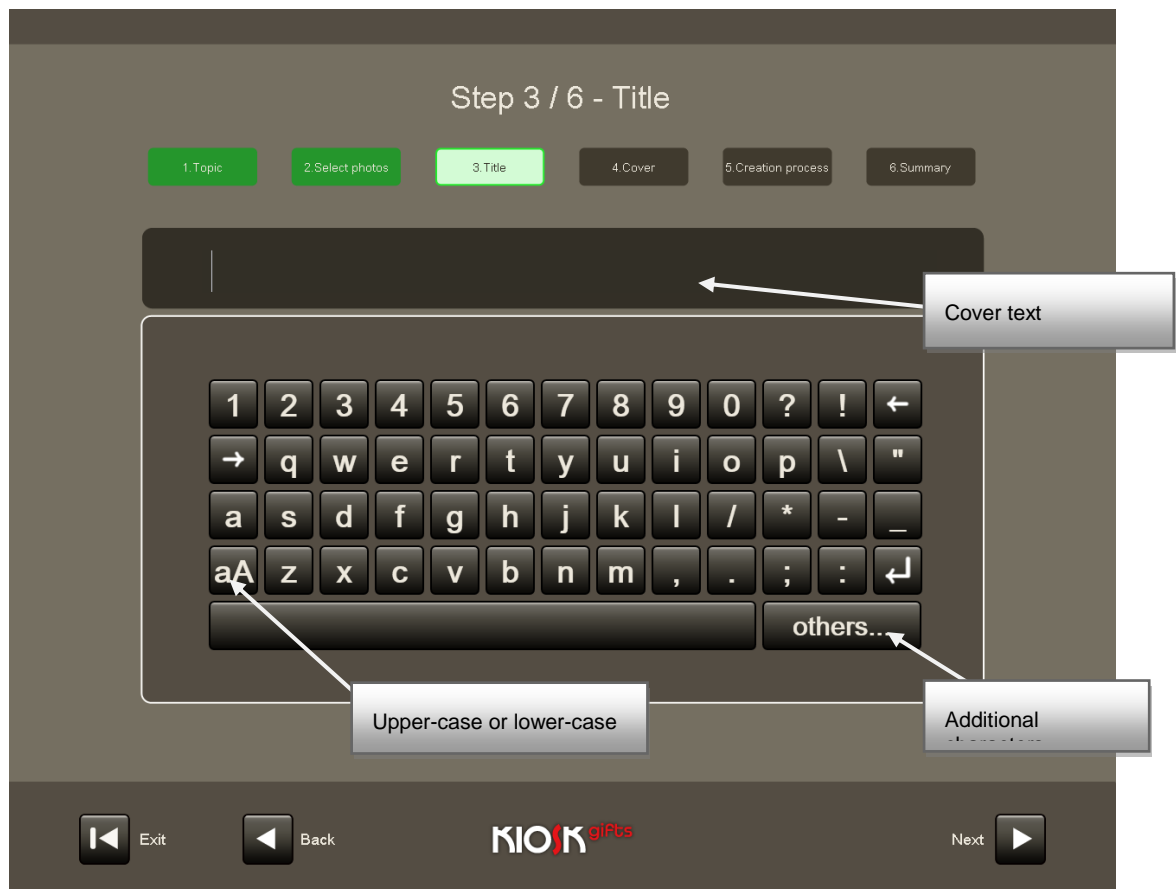 Step 3 / 6 - Title
1.Topic 2.Select photos 3.Title 4.Cover 5.Creation process 6.Summary
Cover text
1 2 3 4 5 6 7 8 9 0 ? ! ←
→ q w e r t y u i o p \ "
a s d f g h j k l / * - _
aA z x c v b n m , . ; : ↵
others...
Upper-case or lower-case
Additional
characters
Exit Back KIOSK gifts Next